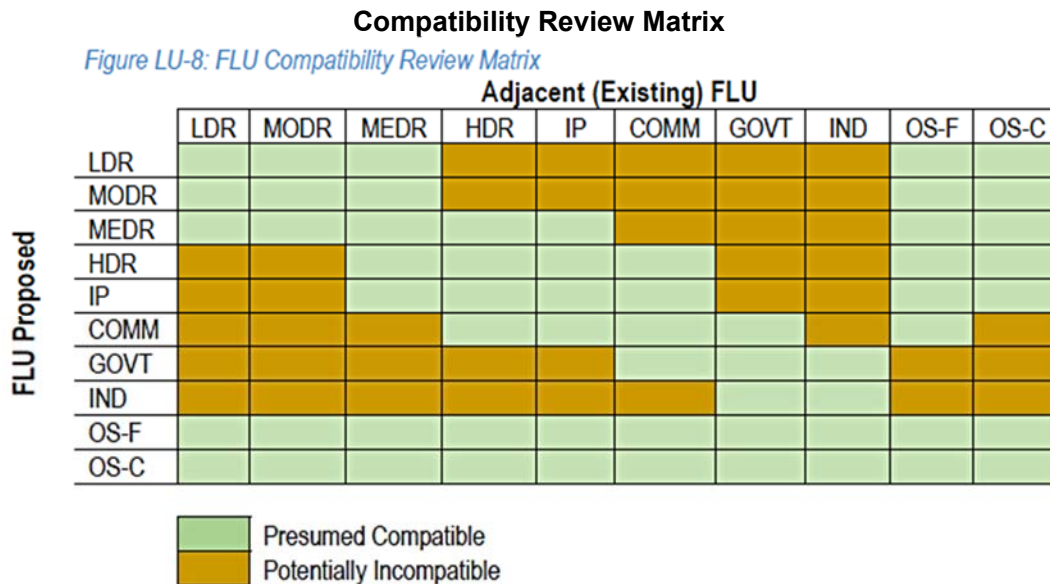 Compatibility Review Matrix
Figure LU-8: FLU Compatibility Review Matrix
Adjacent (Existing) FLU
LDR MODR MEDR HDR IP COMM GOVT IND OS-F OS-C
FLU Proposed
LDR
MODR
MEDR
HDR
IP
COMM
GOVT
IND
OS-F
OS-C
Presumed Compatible
Potentially Incompatible